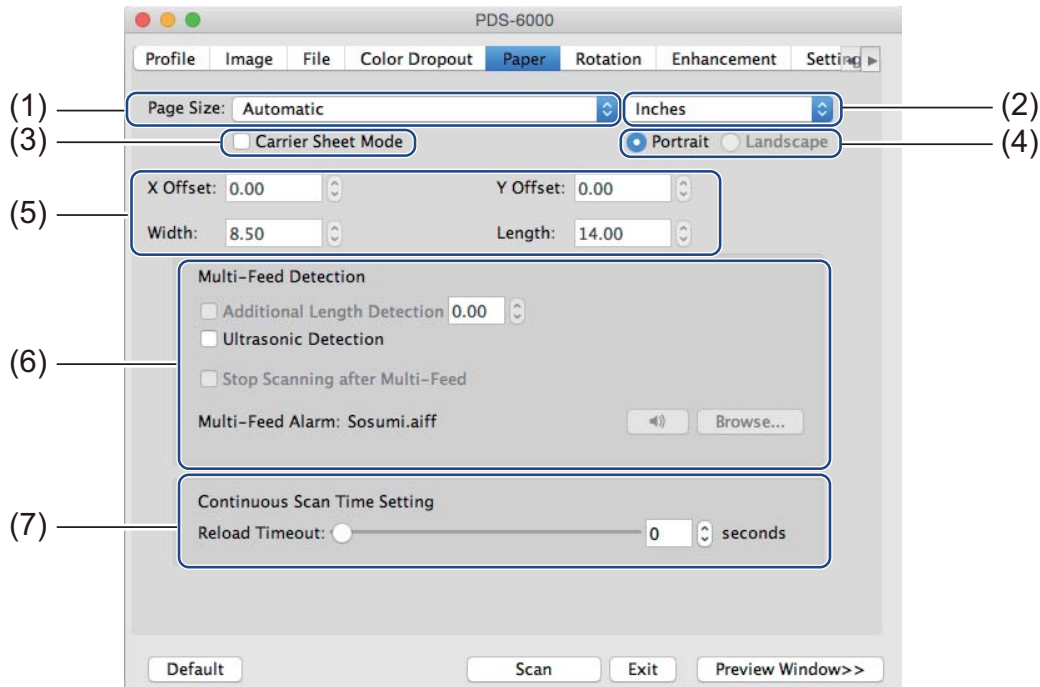 PDS-6000
Profile Image File Color Dropout Paper Rotation Enhancement Setting
(1) Page Size: Automatic Inches (2)
(3) Carrier Sheet Mode Portrait Landscape (4)
(5) X Offset: 0.00 Y Offset: 0.00
Width: 8.50 Length: 14.00
Multi-Feed Detection
Additional Length Detection 0.00
Ultrasonic Detection
(6) Stop Scanning after Multi-Feed
Multi-Feed Alarm: Sosumi.aiff Browse...
Continuous Scan Time Setting
(7) Reload Timeout: 0 seconds
Default Scan Exit Preview Window>>